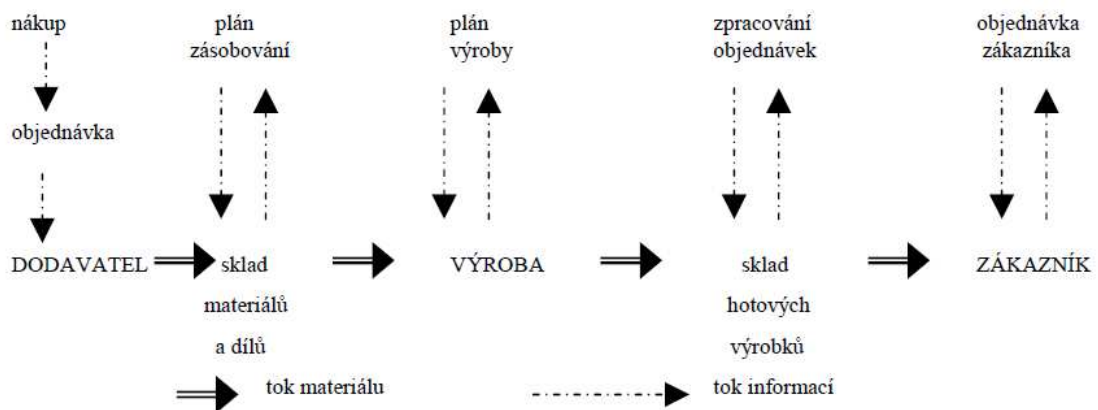 nákup
plán
zásobování
plán
výroby
zpracování
objednávek
objednávka
zákazníka
objednávka
DODAVATEL
sklad
materiálů
a dílů
VÝROBA
sklad
hotových
výrobků
ZÁKAZNÍK
tok materiálu
tok informací